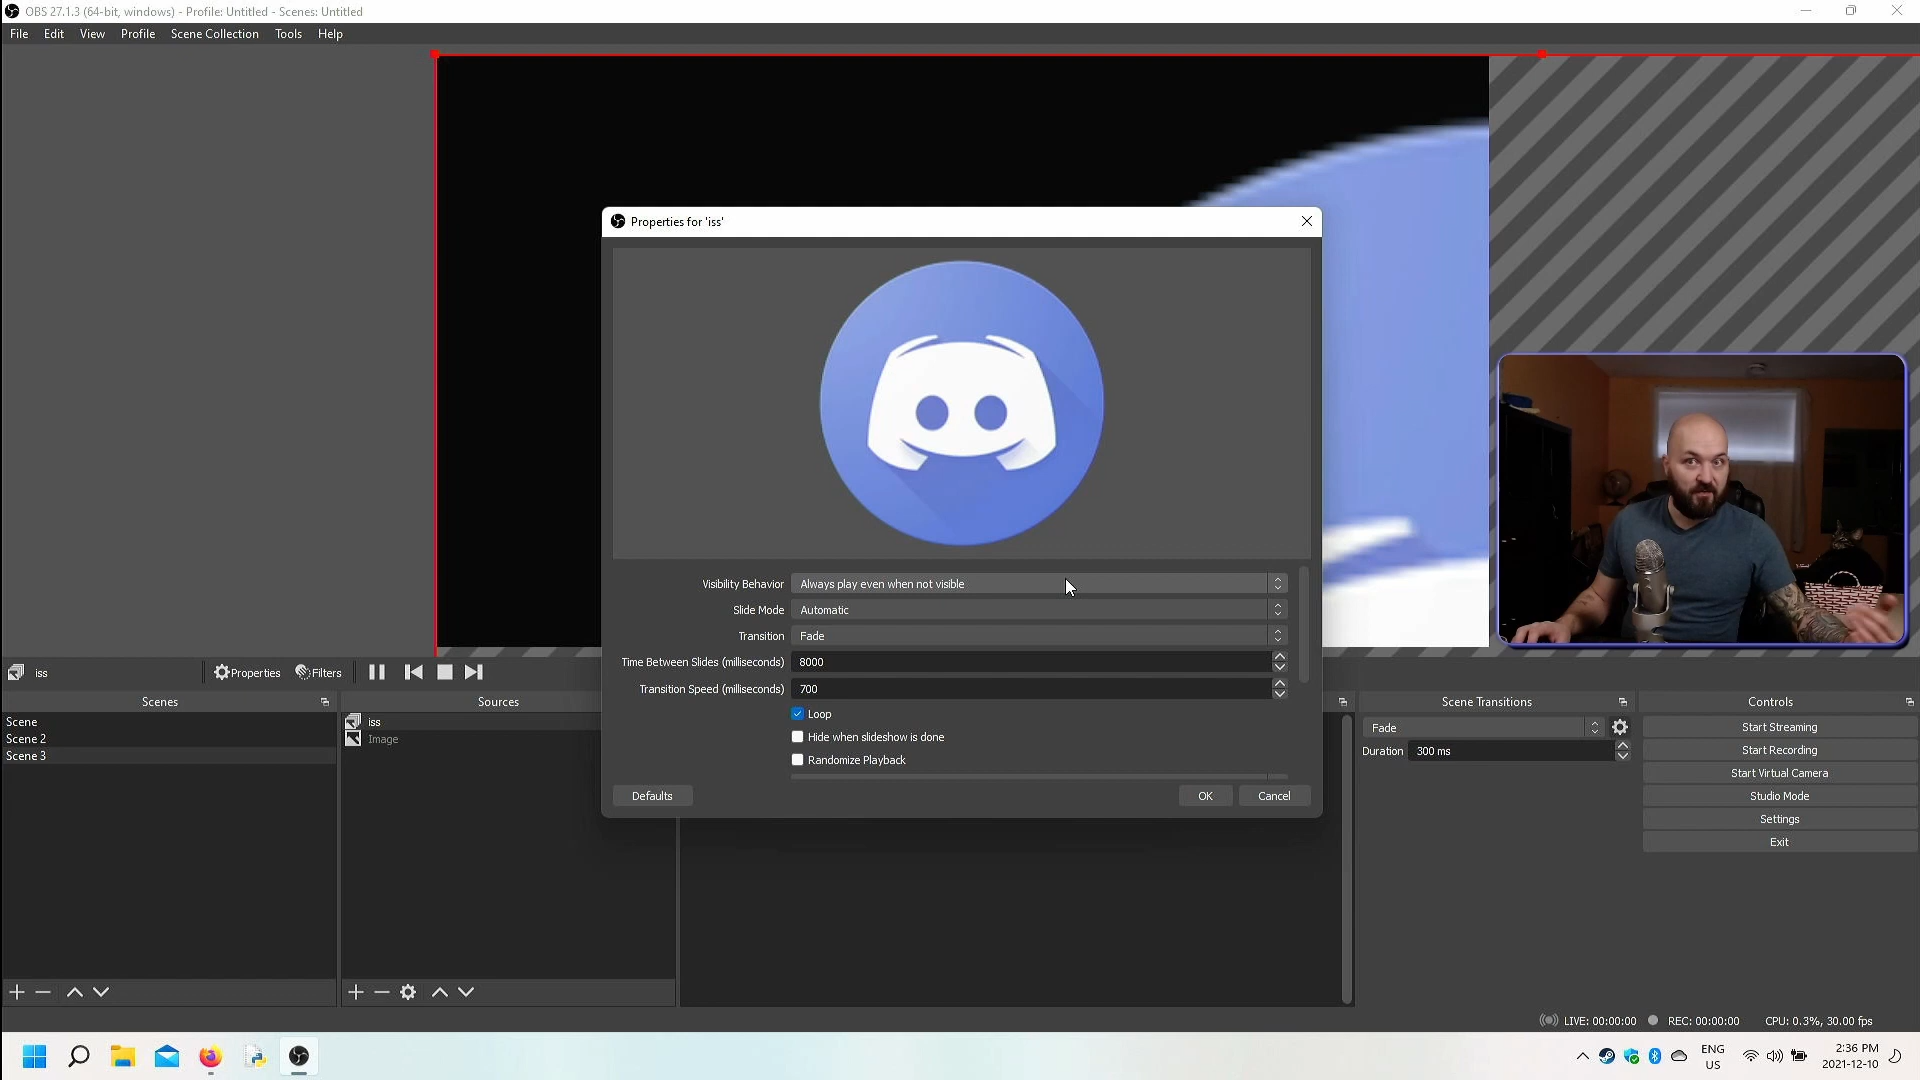 OBS 27.1.3 (64-bit, windows) - Profile: Untitled - Scenes: Untitled
File Edit View Profile Scene Collection Tools Help
Properties for 'iss'
Visibility Behavior Always play even when not visible
Slide Mode Automatic
Transition Fade
Time Between Slides (milliseconds) 8000
Transition Speed (milliseconds) 700
Loop
Hide when slideshow is done
Randomize Playback
Defaults OK Cancel
iss Properties Filters
Scenes
Scene
Scene 2
Scene 3
Sources
iss
Image
Scene Transitions
Fade
Duration 300 ms
Controls
Start Streaming
Start Recording
Start Virtual Camera
Studio Mode
Settings
Exit
LIVE: 00:00:00 REC: 00:00:00 CPU: 0.3%, 30.00 fps
ENG
US
2:36 PM
2021-12-10